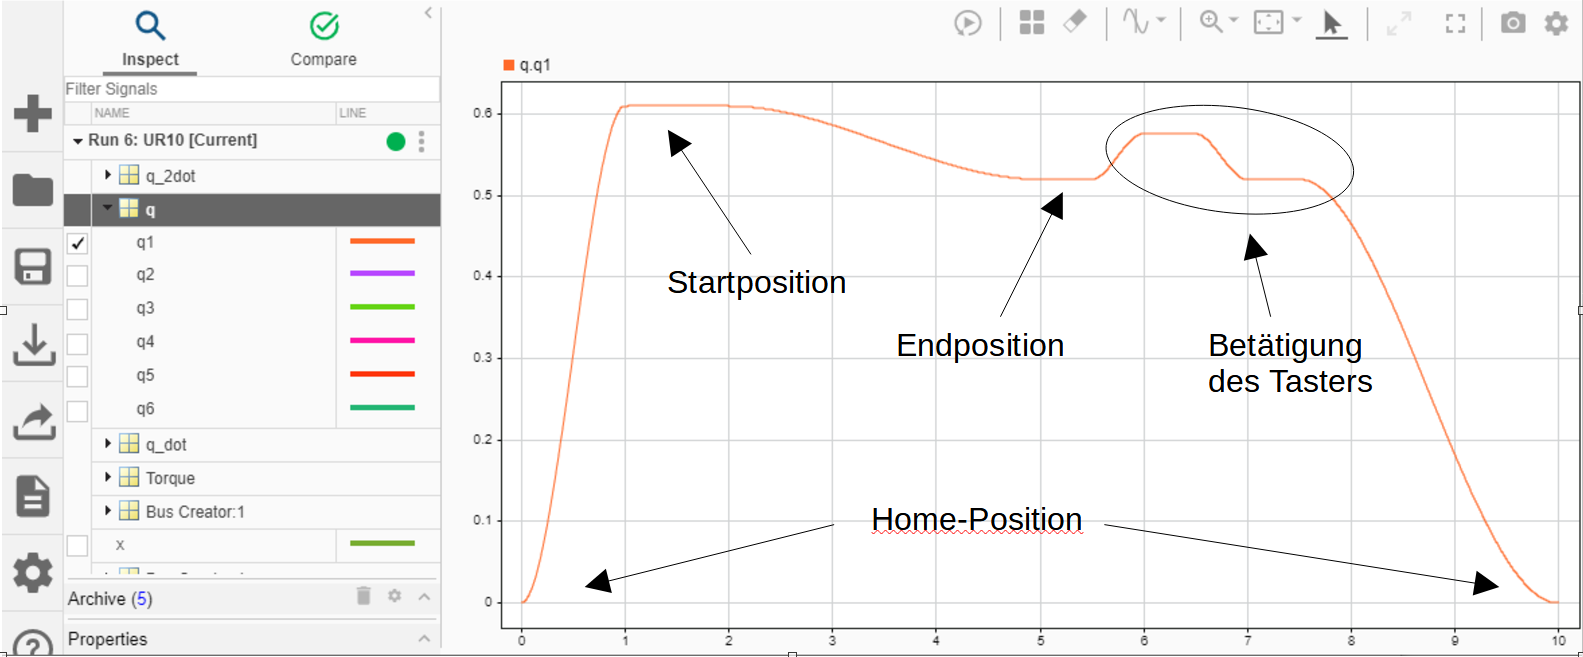 Inspect
Compare
Filter Signals
NAME
LINE
Run 6: UR10 [Current]
q_2dot
q
q1
q2
q3
q4
q5
q6
q_dot
Torque
Bus Creator:1
x
Archive (5)
Properties
q.q1
0.6
0.5
0.4
0.3
0.2
0.1
0
0 1 2 3 4 5 6 7 8 9 10
Startposition
Endposition
Betätigung
des Tasters
Home-Position